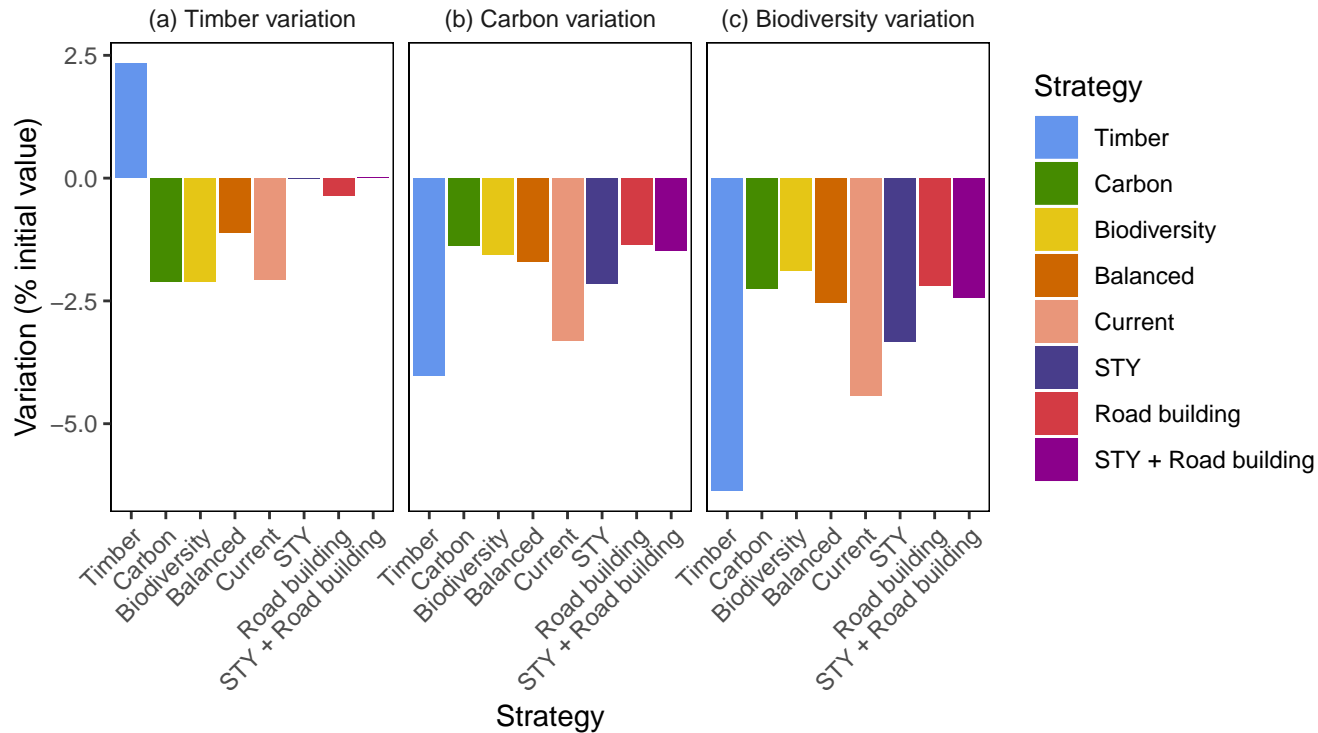 (a) Timber variation
(b) Carbon variation
(c) Biodiversity variation
Variation (% initial value)
2.5
0.0
−2.5
−5.0
Timber
Carbon
Biodiversity
Balanced
Current
STY
Road building
STY + Road building
Timber
Carbon
Biodiversity
Balanced
Current
STY
Road building
STY + Road building
Timber
Carbon
Biodiversity
Balanced
Current
STY
Road building
STY + Road building
Strategy
Strategy
Timber
Carbon
Biodiversity
Balanced
Current
STY
Road building
STY + Road building